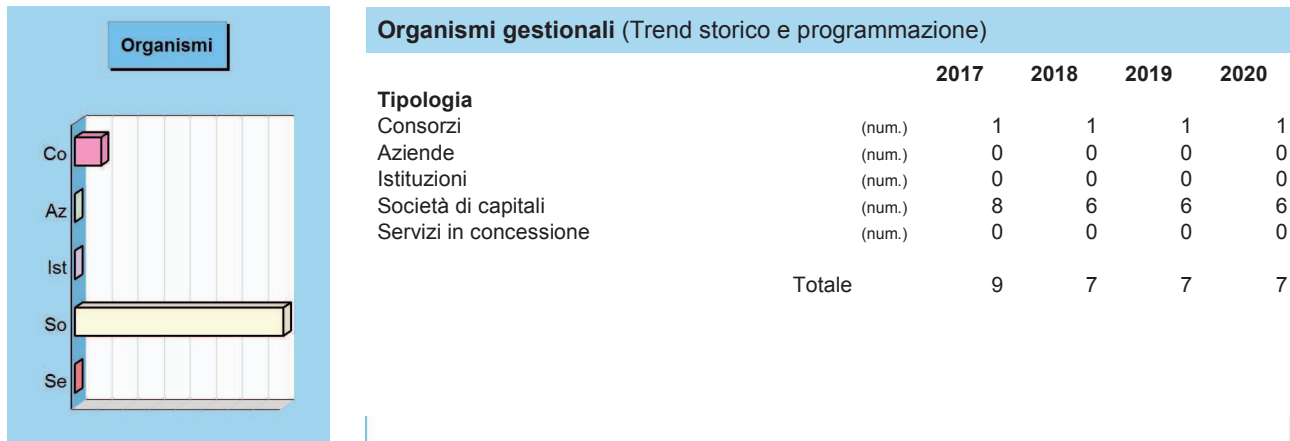 Organismi
Co
Az
Ist
So
Se
Organismi gestionali (Trend storico e programmazione)
2017 2018 2019 2020
Tipologia
Consorzi (num.) 1 1 1 1
Aziende (num.) 0 0 0 0
Istituzioni (num.) 0 0 0 0
Società di capitali (num.) 8 6 6 6
Servizi in concessione (num.) 0 0 0 0
Totale 9 7 7 7